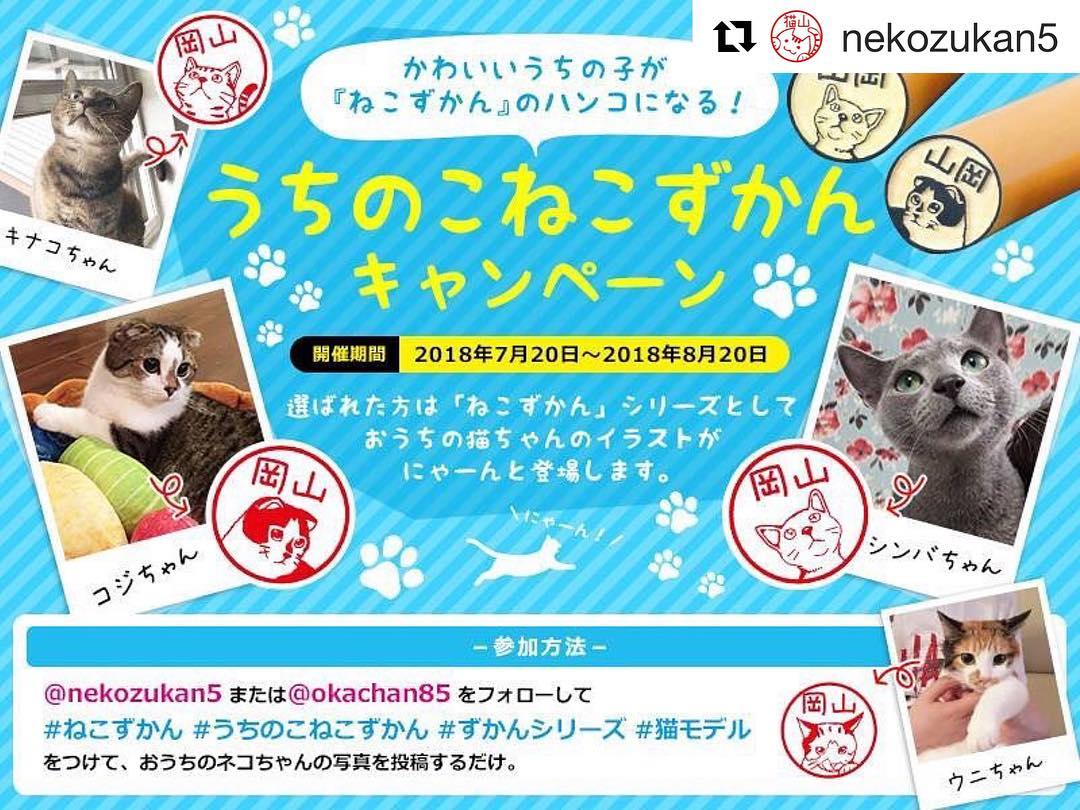 nekozukan5
猫山
岡山
かわいいうちの子が
『ねこずかん』のハンコになる！
山岡
山岡
うちのこねこずかん
キャンペーン
キナコちゃん
開催期間 2018年7月20日〜2018年8月20日
選ばれた方は「ねこずかん」シリーズとして
おうちの猫ちゃんのイラストが
にゃーんと登場します。
岡山
岡山
にゃーん！
コジちゃん
シンバちゃん
−参加方法−
@nekozukan5 または@okachan85 をフォローして
#ねこずかん #うちのこねこずかん #ずかんシリーズ #猫モデル
をつけて、おうちのネコちゃんの写真を投稿するだけ。
岡山
ウニちゃん